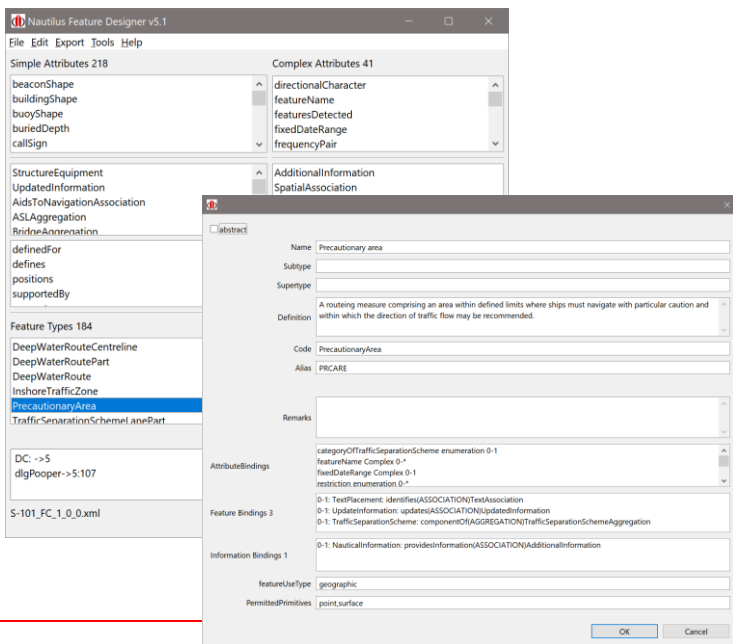 Nautilus Feature Designer v5.1
File Edit Export Tools Help
Simple Attributes 218
Complex Attributes 41
beaconShape
buildingShape
buoyShape
buriedDepth
callSign
directionalCharacter
featureName
featuresDetected
fixedDateRange
frequencyPair
StructureEquipment
UpdatedInformation
AidsToNavigationAssociation
ASLAggregation
BridgeAggregation
AdditionalInformation
SpatialAssociation
definedFor
defines
positions
supportedBy
Feature Types 184
DeepWaterRouteCentreline
DeepWaterRoutePart
DeepWaterRoute
InshoreTrafficZone
PrecautionaryArea
TrafficSeparationSchemeLanePart
DC: ->5
dlgPooper->5:107
S-101_FC_1_0_0.xml
abstract
Name Precautionary area
Subtype
Supertype
Definition
A routeing measure comprising an area within defined limits where ships must navigate with particular caution and
within which the direction of traffic flow may be recommended.
Code PrecautionaryArea
Alias PRCARE
Remarks
AttributeBindings
categoryOfTrafficSeparationScheme enumeration 0-1
featureName Complex 0-*
fixedDateRange Complex 0-1
restriction enumeration 0-*
Feature Bindings 3
0-1: TextPlacement: identifies(ASSOCIATION)TextAssociation
0-1: UpdateInformation: updates(ASSOCIATION)UpdatedInformation
0-1: TrafficSeparationScheme: componentOf(AGGREGATION)TrafficSeparationSchemeAggregation
Information Bindings 1
0-1: NauticalInformation: providesInformation(ASSOCIATION)AdditionalInformation
featureUseType geographic
PermittedPrimitives point,surface
OK Cancel